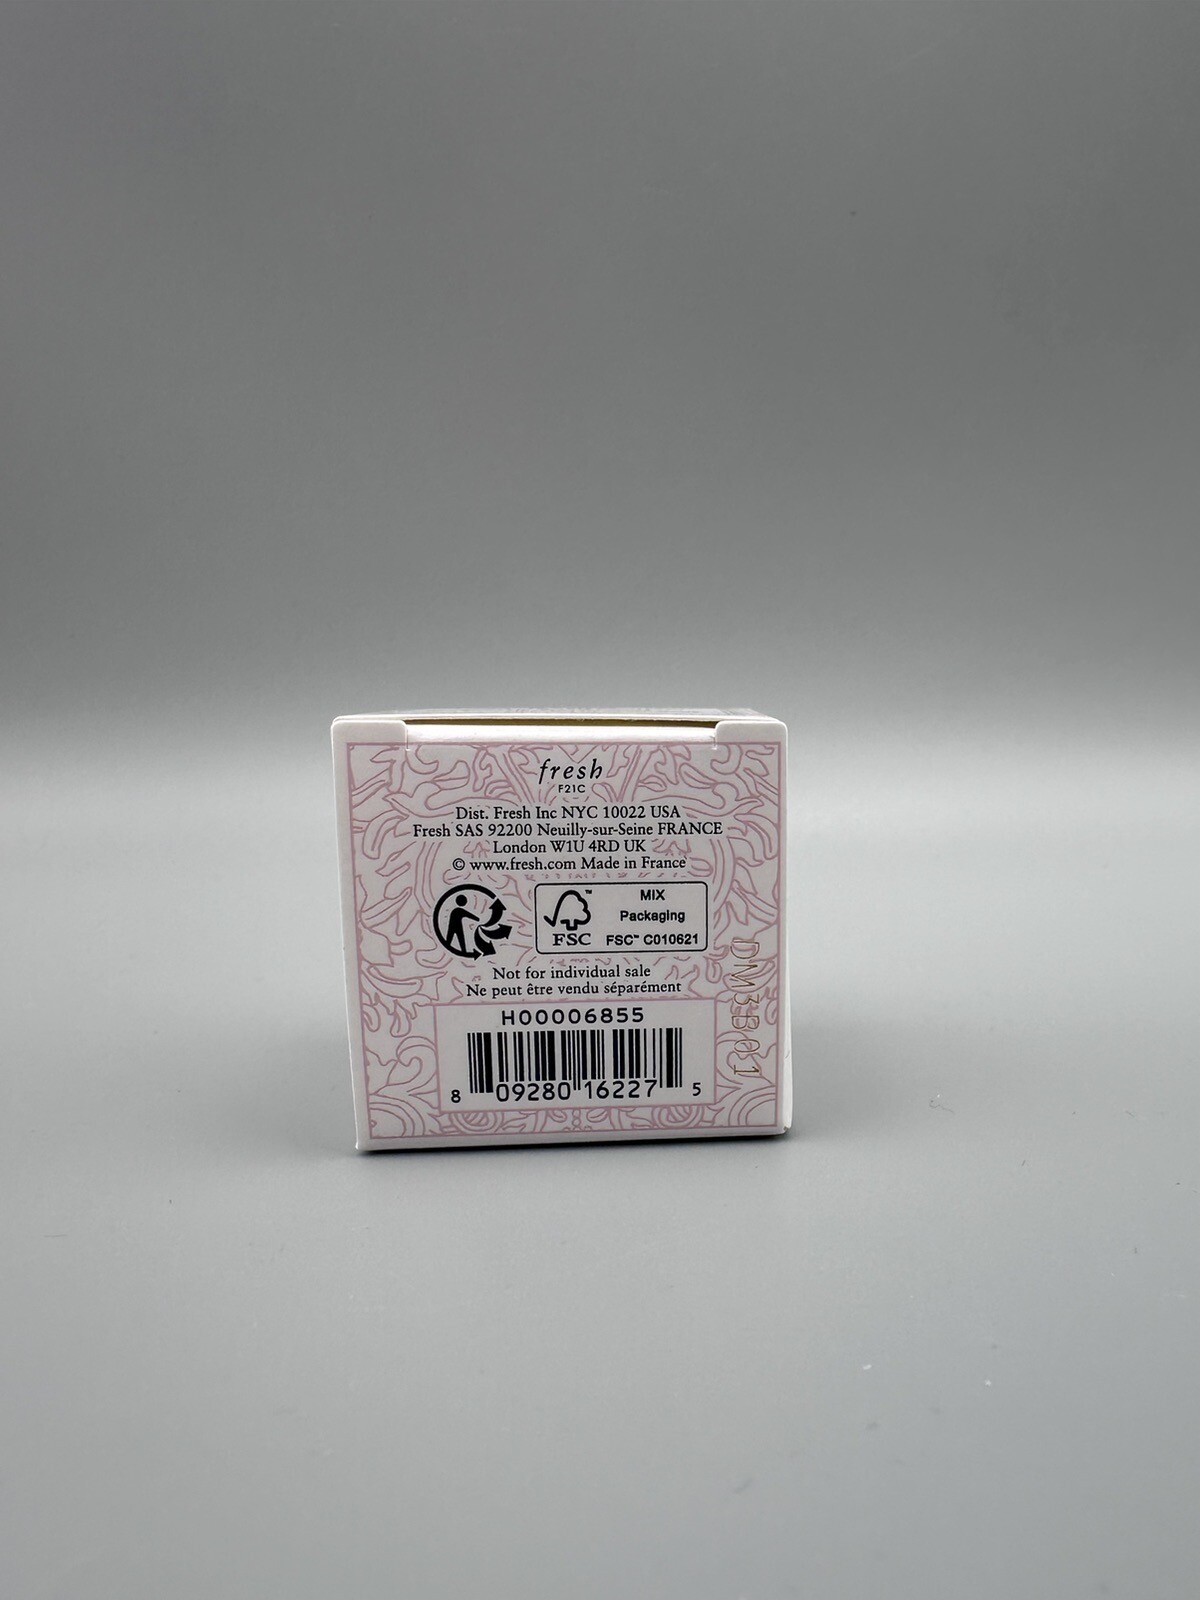 fresh
F21C
Dist. Fresh Inc NYC 10022 USA
Fresh SAS 92200 Neuilly-sur-Seine FRANCE
London W1U 4RD UK
© www.fresh.com Made in France
FSC
™
MIX
Packaging
FSC™ C010621
Not for individual sale
Ne peut être vendu séparément
H00006855
8 09280 16227 5
DM3B01